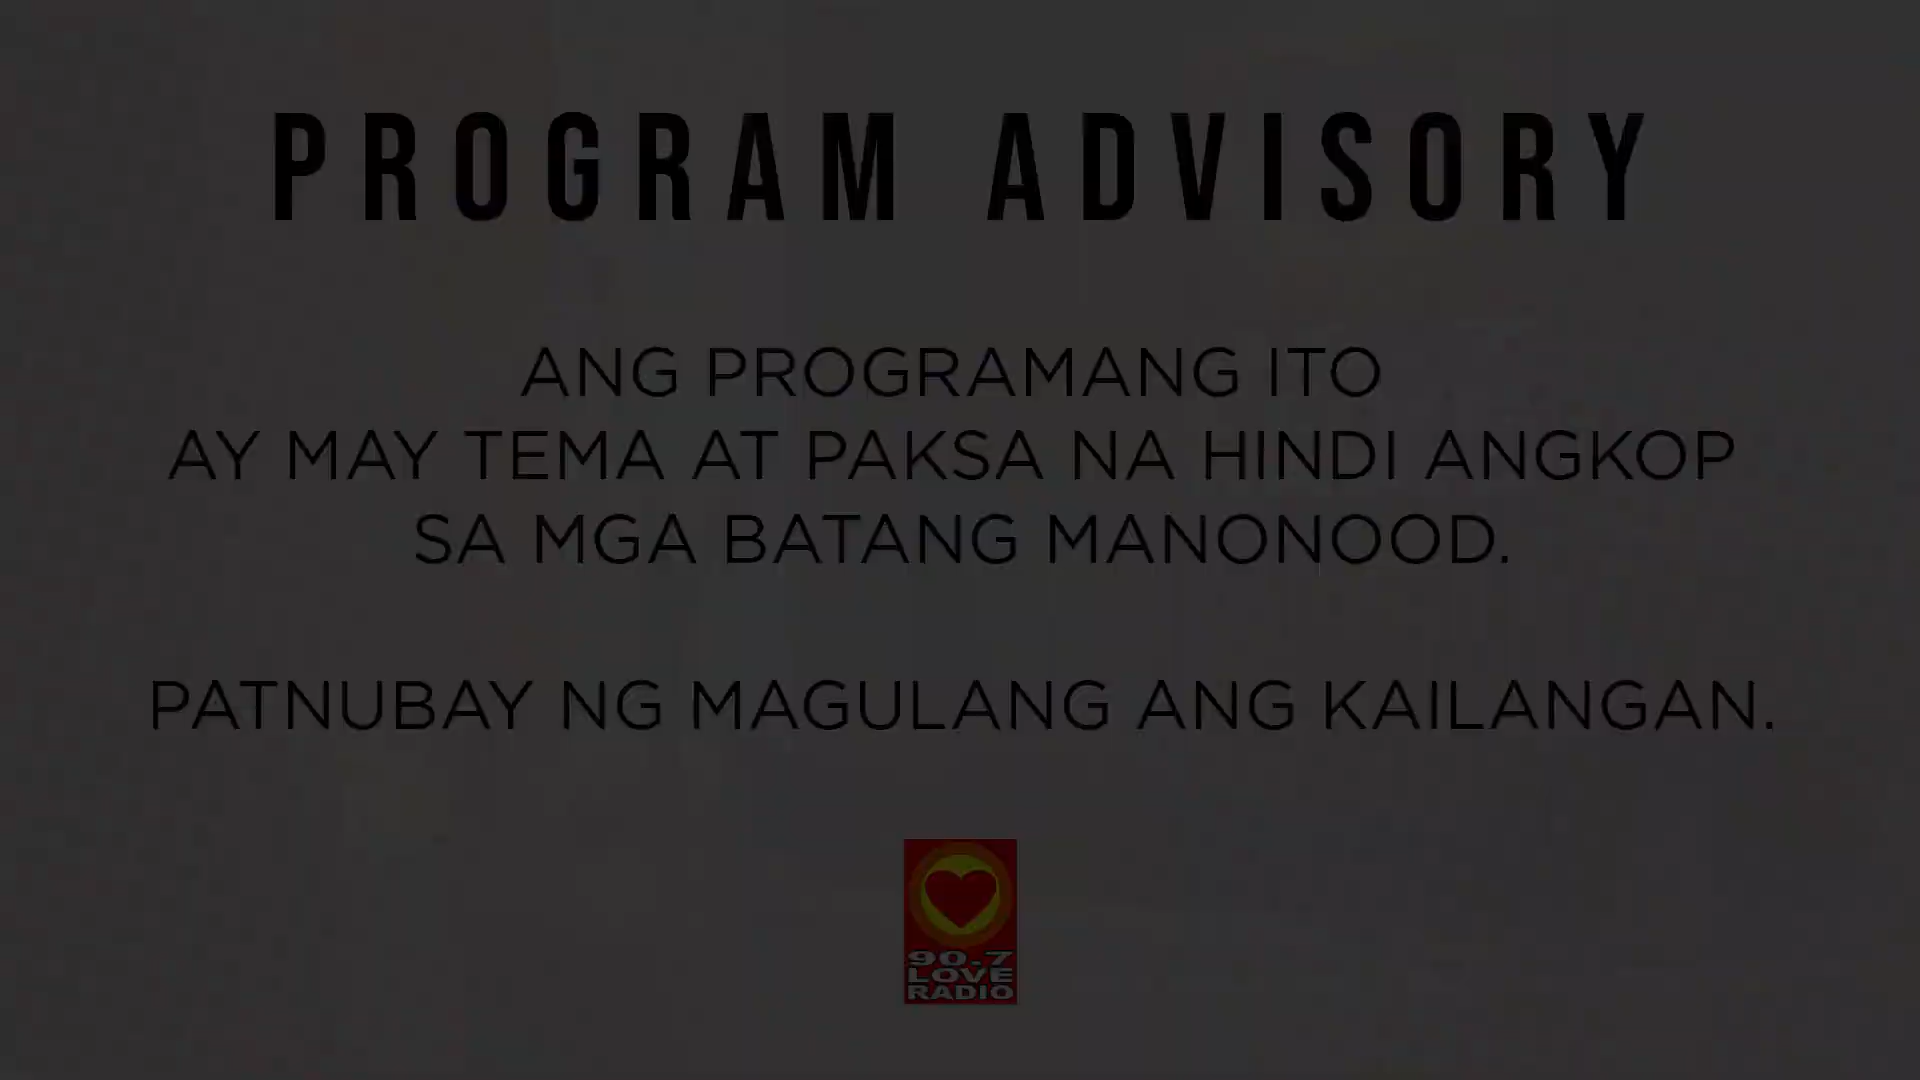 PROGRAM ADVISORY
ANG PROGRAMANG ITO
AY MAY TEMA AT PAKSA NA HINDI ANGKOP
SA MGA BATANG MANONOOD.
PATNUBAY NG MAGULANG ANG KAILANGAN.
90.7
LOVE
RADIO